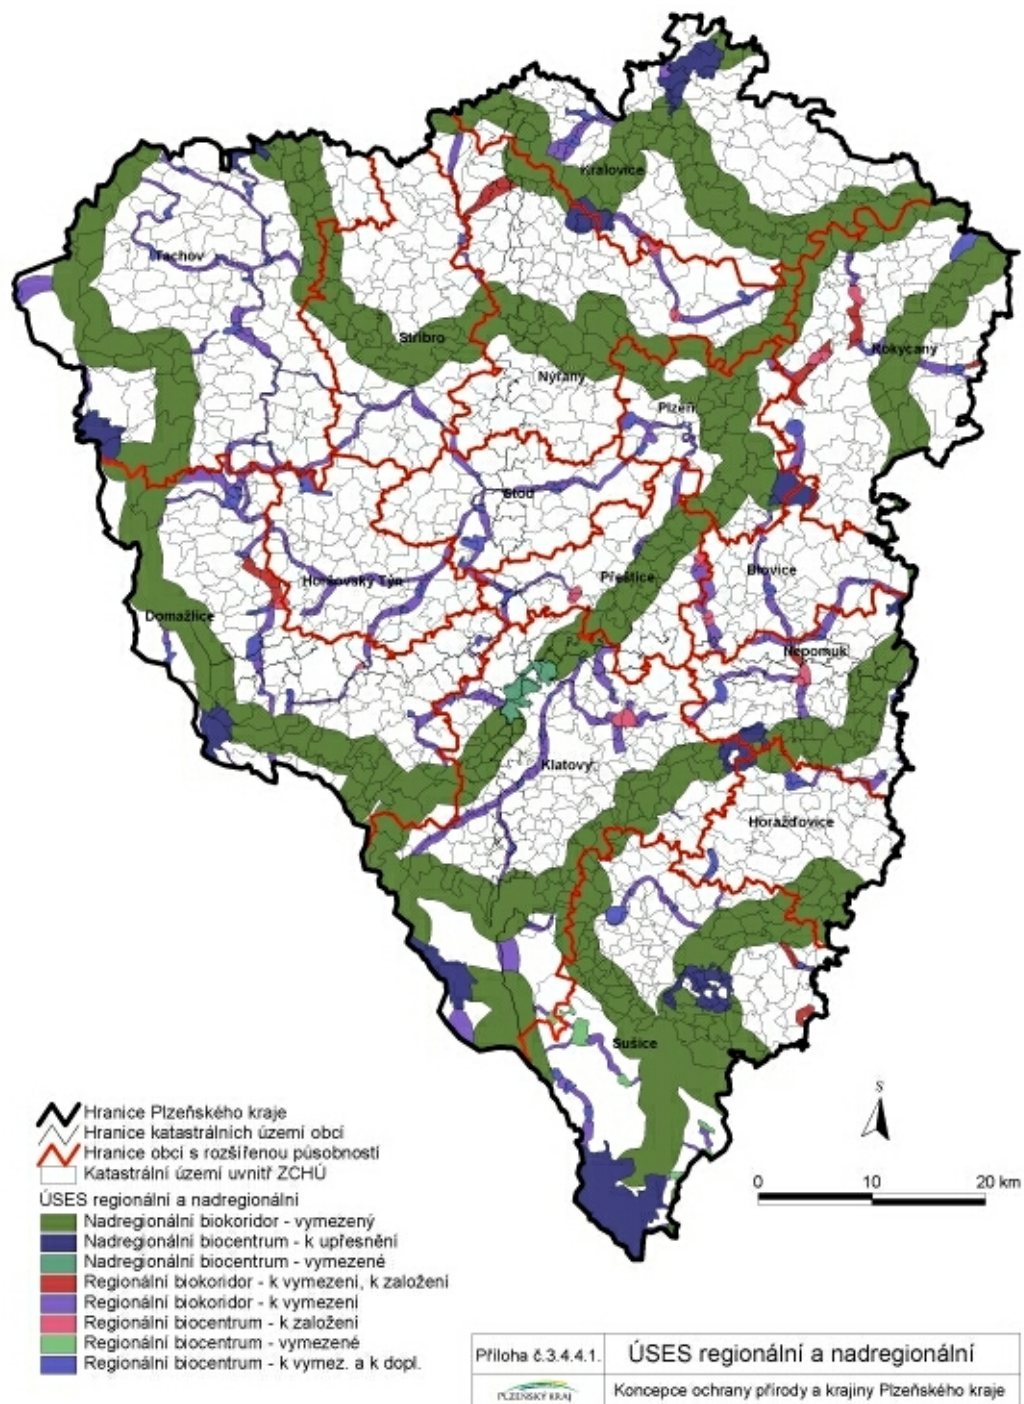 Kralovice
Tachov
Stříbro
Rokycany
Nýřany
Plzeň
Stod
Horšovský Týn
Přeštice
Blovice
Domažlice
Nepomuk
Klatovy
Horažďovice
Sušice
S
0 10 20 km
Hranice Plzeňského kraje
Hranice katastrálních území obcí
Hranice obcí s rozšířenou působností
Katastrální území uvnitř ZCHÚ
ÚSES regionální a nadregionální
Nadregionální biokoridor - vymezený
Nadregionální biocentrum - k upřesnění
Nadregionální biocentrum - vymezené
Regionální biokoridor - k vymezení, k založení
Regionální biokoridor - k vymezení
Regionální biocentrum - k založení
Regionální biocentrum - vymezené
Regionální biocentrum - k vymez. a k dopl.
Příloha č.3.4.4.1. ÚSES regionální a nadregionální
PLZEŇSKÝ KRAJ Koncepce ochrany přírody a krajiny Plzeňského kraje